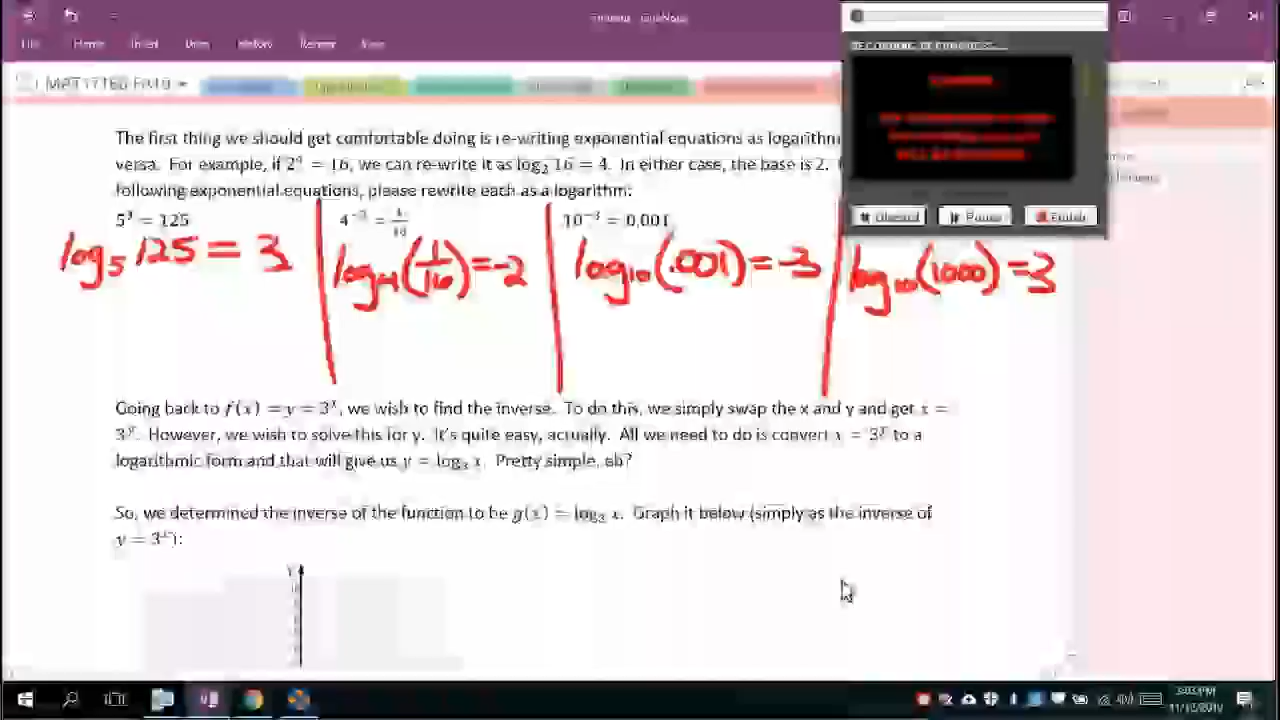 Home Insert Draw History Review View
The first thing we should get comfortable doing is re-writing exponential equations as logarithm
versa. For example, if 2⁴ = 16, we can re-write it as log₂ 16 = 4. In either case, the base is 2.
following exponential equations, please rewrite each as a logarithm:
5³ = 125 4⁻² = 1/16 10⁻³ = 0.001
log₅ 125 = 3 log₄(1/16) = -2 log₁₀(.001) = -3 log₁₀(1000) = 3
Going back to f(x) = y = 3ˣ, we wish to find the inverse. To do this, we simply swap the x and y and get x =
3ʸ. However, we wish to solve this for y. It's quite easy, actually. All we need to do is convert x = 3ʸ to a
logarithmic form and that will give us y = log₃ x. Pretty simple, eh?
So, we determined the inverse of the function to be g(x) = log₃ x. Graph it below (simply as the inverse of
y = 3ˣ):
Y
Pause Finish